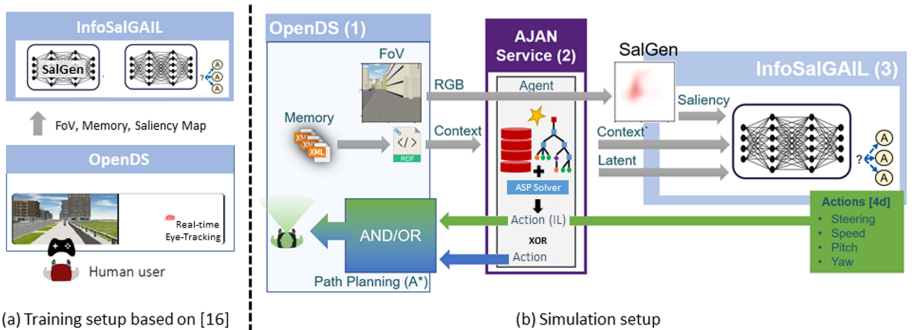 InfoSalGAIL
SalGen
? A
A
A
FoV, Memory, Saliency Map
OpenDS
Real-time
Eye-Tracking
Human user
(a) Training setup based on [16]
OpenDS (1)
FoV
Memory
XML
</>
RDF
RGB
Context
AND/OR
Path Planning (A*)
AJAN
Service (2)
Agent
+
ASP Solver
Action (IL)
XOR
Action
SalGen
InfoSalGAIL (3)
Saliency
Context`
Latent
? A
A
A
Actions [4d]
• Steering
• Speed
• Pitch
• Yaw
(b) Simulation setup